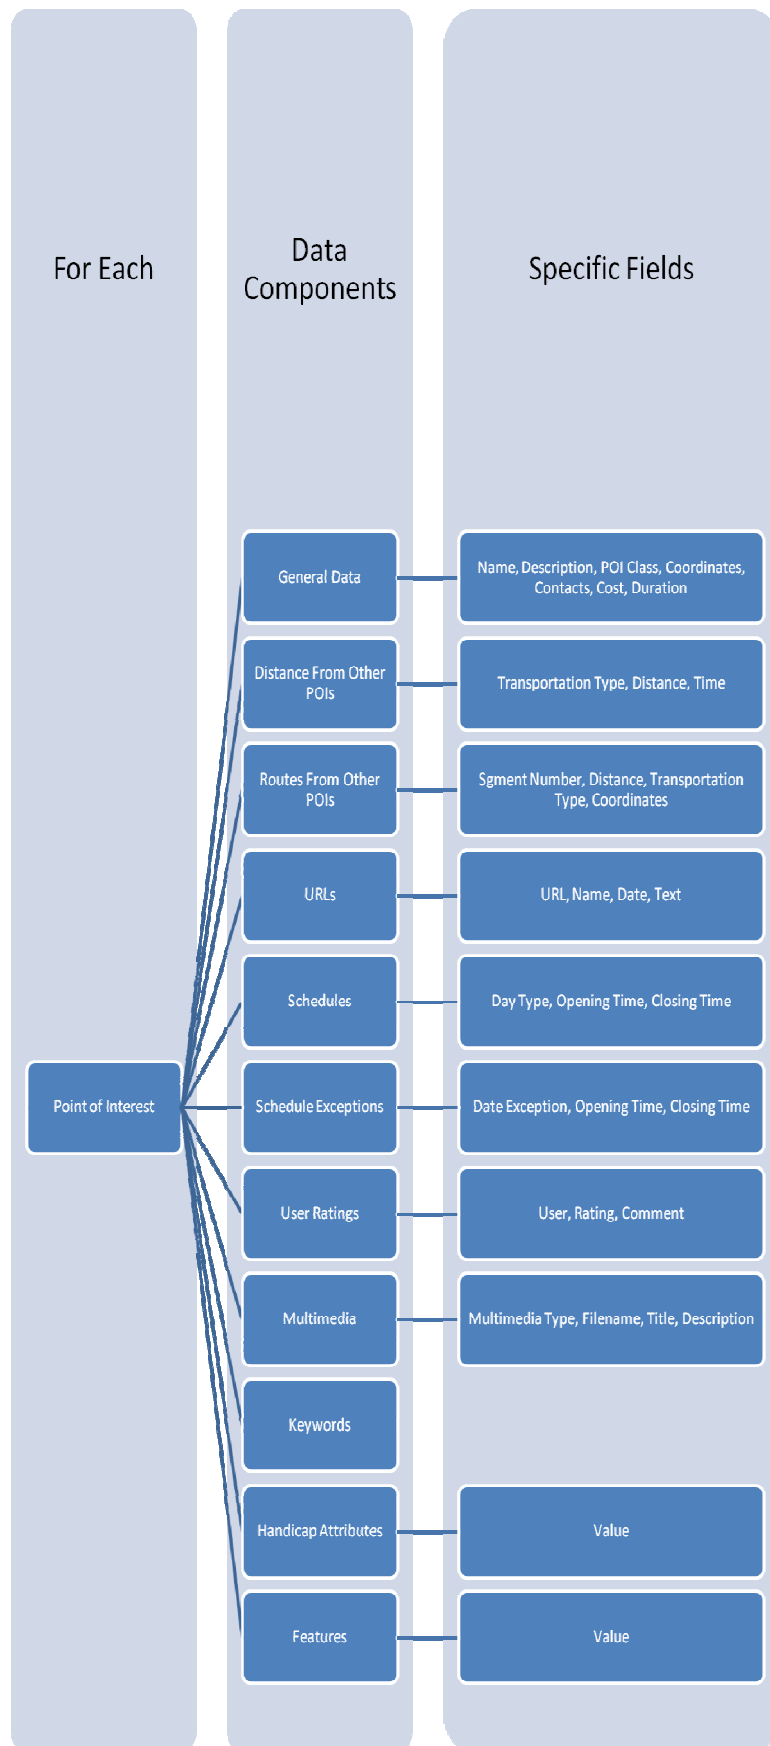 For Each
Data
Components
Specific Fields
General Data
Name, Description, POI Class, Coordinates,
Contacts, Cost, Duration
Distance From Other
POIs
Transportation Type, Distance, Time
Routes From Other
POIs
Sgment Number, Distance, Transportation
Type, Coordinates
URLs
URL, Name, Date, Text
Schedules
Day Type, Opening Time, Closing Time
Point of Interest
Schedule Exceptions
Date Exception, Opening Time, Closing Time
User Ratings
User, Rating, Comment
Multimedia
Multimedia Type, Filename, Title, Description
Keywords
Handicap Attributes
Value
Features
Value